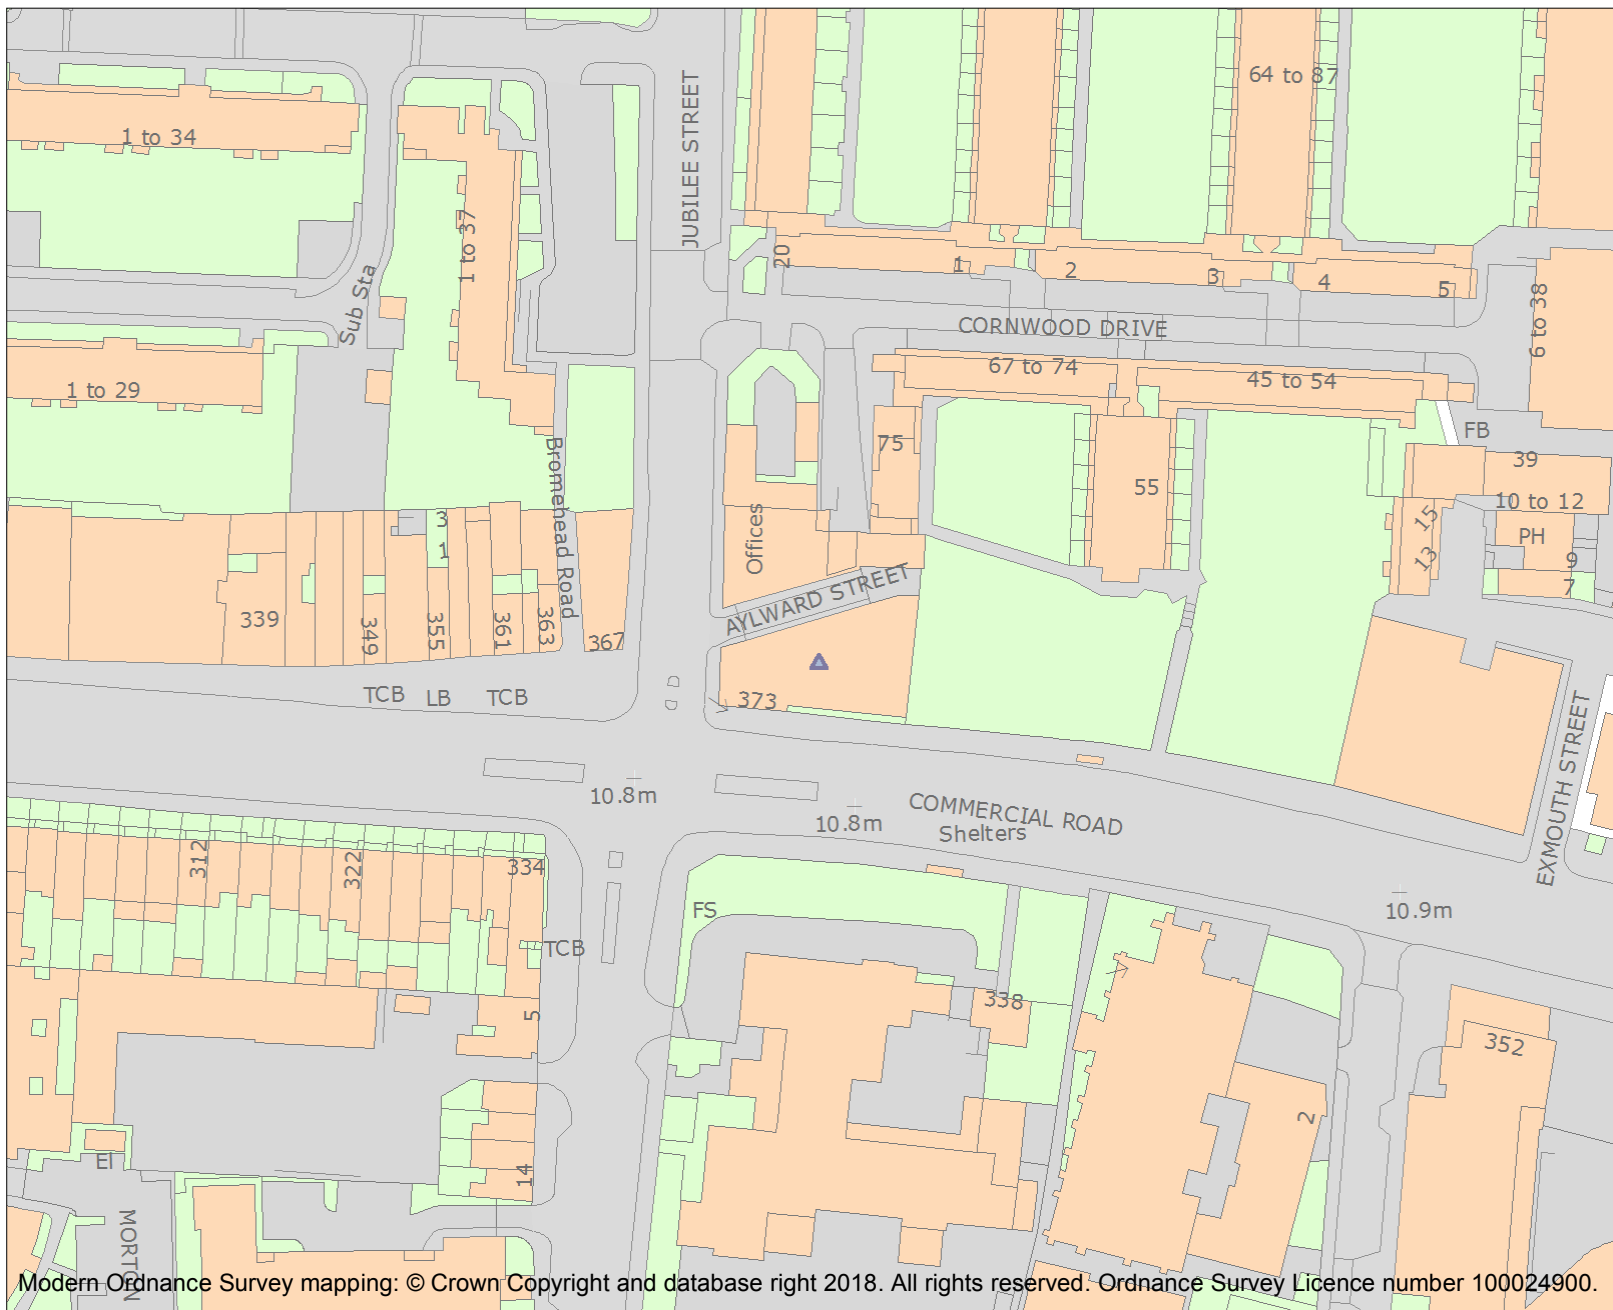 64 to 87
1 to 34
JUBILEE STREET
1 to 37
20
1
2
3
4
5
6 to 38
Sub Sta
CORNWOOD DRIVE
67 to 74
45 to 54
1 to 29
75
FB
39
55
10 to 12
Bromehead Road
3
1
Offices
15
13
PH
9
7
AYLWARD STREET
339
349
355
361
363
367
373
TCB
LB
TCB
EXMOUTH STREET
10.8m
10.8m
COMMERCIAL ROAD
Shelters
312
322
334
FS
10.9m
TCB
338
5
352
2
El
14
MORTON
Modern Ordnance Survey mapping: © Crown Copyright and database right 2018. All rights reserved. Ordnance Survey Licence number 100024900.